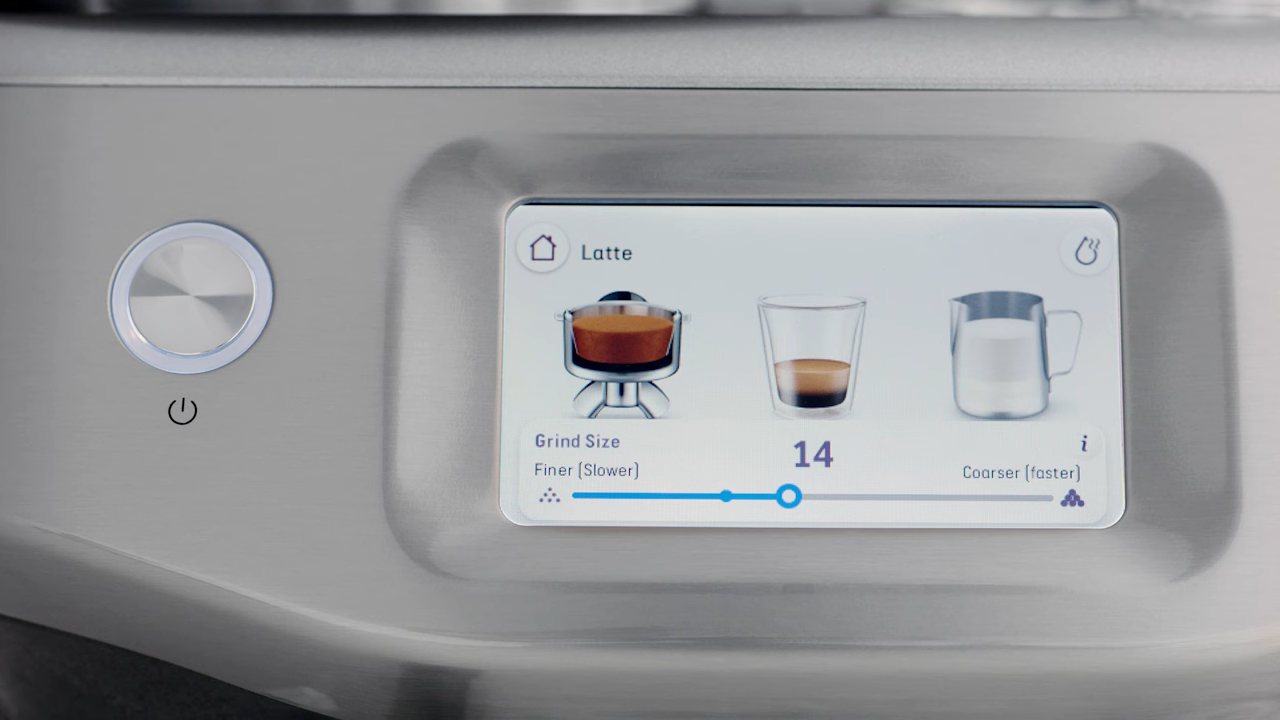 Latte
Grind Size
14
i
Finer (Slower)
Coarser (faster)